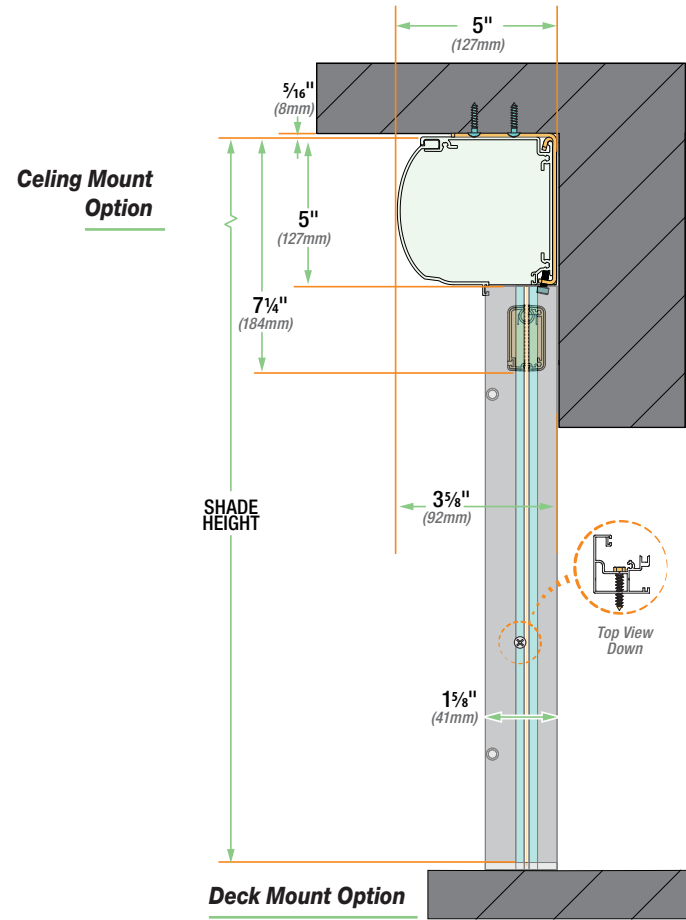 5"
(127mm)
5/16"
(8mm)
Celing Mount
Option
5"
(127mm)
7¼"
(184mm)
SHADE
HEIGHT
3⅝"
(92mm)
Top View
Down
1⅝"
(41mm)
Deck Mount Option